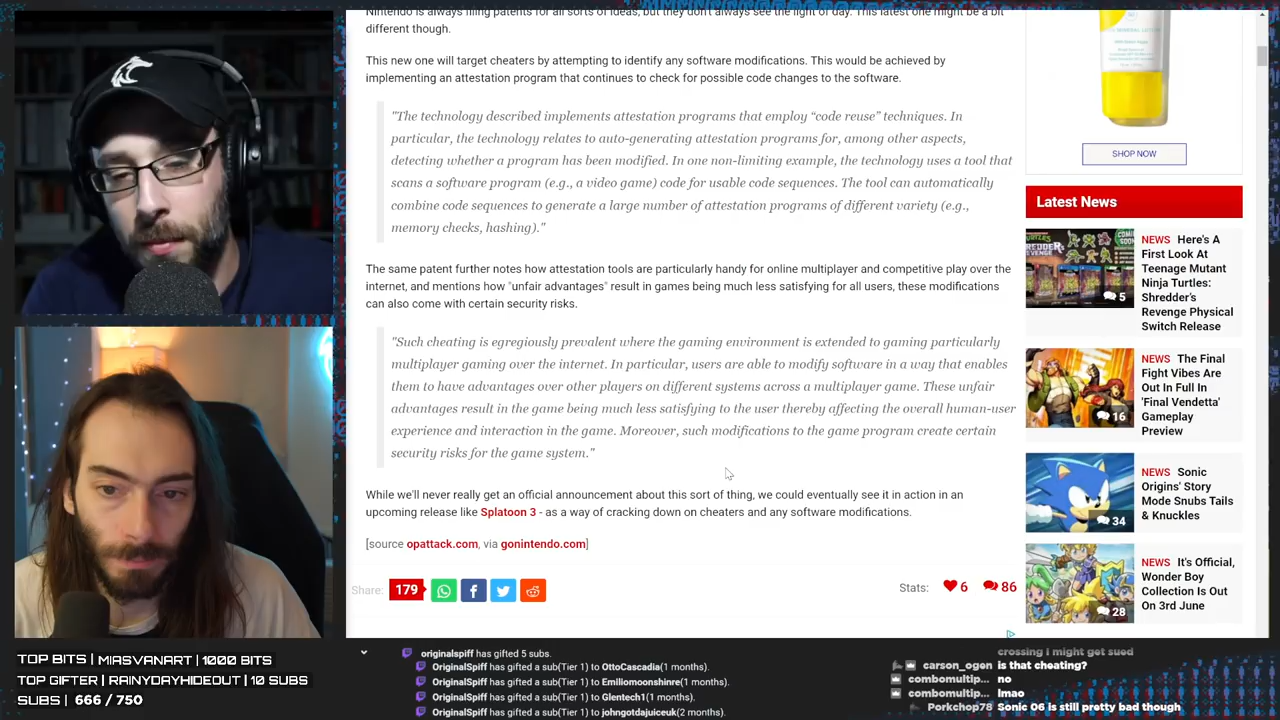 Nintendo is always filing patents for all sorts of ideas, but they don't always see the light of day. This latest one might be a bit
different though.
This new one will target cheaters by attempting to identify any software modifications. This would be achieved by
implementing an attestation program that continues to check for possible code changes to the software.
"The technology described implements attestation programs that employ “code reuse” techniques. In
particular, the technology relates to auto-generating attestation programs for, among other aspects,
detecting whether a program has been modified. In one non-limiting example, the technology uses a tool that
scans a software program (e.g., a video game) code for usable code sequences. The tool can automatically
combine code sequences to generate a large number of attestation programs of different variety (e.g.,
memory checks, hashing)."
The same patent further notes how attestation tools are particularly handy for online multiplayer and competitive play over the
internet, and mentions how "unfair advantages" result in games being much less satisfying for all users, these modifications
can also come with certain security risks.
"Such cheating is egregiously prevalent where the gaming environment is extended to gaming particularly
multiplayer gaming over the internet. In particular, users are able to modify software in a way that enables
them to have advantages over other players on different systems across a multiplayer game. These unfair
advantages result in the game being much less satisfying to the user thereby affecting the overall human-user
experience and interaction in the game. Moreover, such modifications to the game program create certain
security risks for the game system."
While we'll never really get an official announcement about this sort of thing, we could eventually see it in action in an
upcoming release like Splatoon 3 - as a way of cracking down on cheaters and any software modifications.
[source opattack.com, via gonintendo.com]
Share: 179
Stats: 6 86
SHOP NOW
Latest News
NEWS Here's A
First Look At
Teenage Mutant
Ninja Turtles:
Shredder's
Revenge Physical
Switch Release
5
NEWS The Final
Fight Vibes Are
Out In Full In
'Final Vendetta'
Gameplay
Preview
16
NEWS Sonic
Origins' Story
Mode Snubs Tails
& Knuckles
34
NEWS It's Official,
Wonder Boy
Collection Is Out
On 3rd June
28
TOP BITS | MIASVANART | 1000 BITS
TOP GIFTER | RAINYDAYHIDEOUT | 10 SUBS
SUBS | 666 / 750
originalspiff has gifted 5 subs.
OriginalSpiff has gifted a sub(Tier 1) to OttoCascadia(1 months).
OriginalSpiff has gifted a sub(Tier 1) to Emiliomoonshinre(1 months).
OriginalSpiff has gifted a sub(Tier 1) to Glentech1(1 months).
OriginalSpiff has gifted a sub(Tier 1) to johngotdajuiceuk(2 months).
crossing i might get sued
carson_ogen is that cheating?
combomultip... no
combomultip... lmao
Porkchop78 Sonic 06 is still pretty bad though